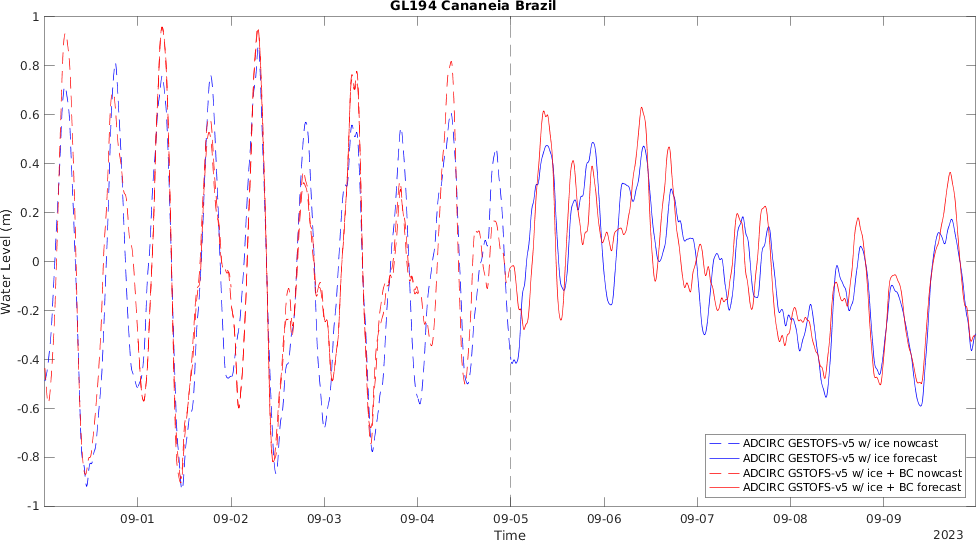 GL194 Cananeia Brazil
1
0.8
0.6
0.4
0.2
0
-0.2
-0.4
-0.6
-0.8
-1
Water Level (m)
09-01 09-02 09-03 09-04 09-05 09-06 09-07 09-08 09-09
Time
2023
ADCIRC GESTOFS-v5 w/ ice nowcast
ADCIRC GESTOFS-v5 w/ ice forecast
ADCIRC GSTOFS-v5 w/ ice + BC nowcast
ADCIRC GSTOFS-v5 w/ ice + BC forecast